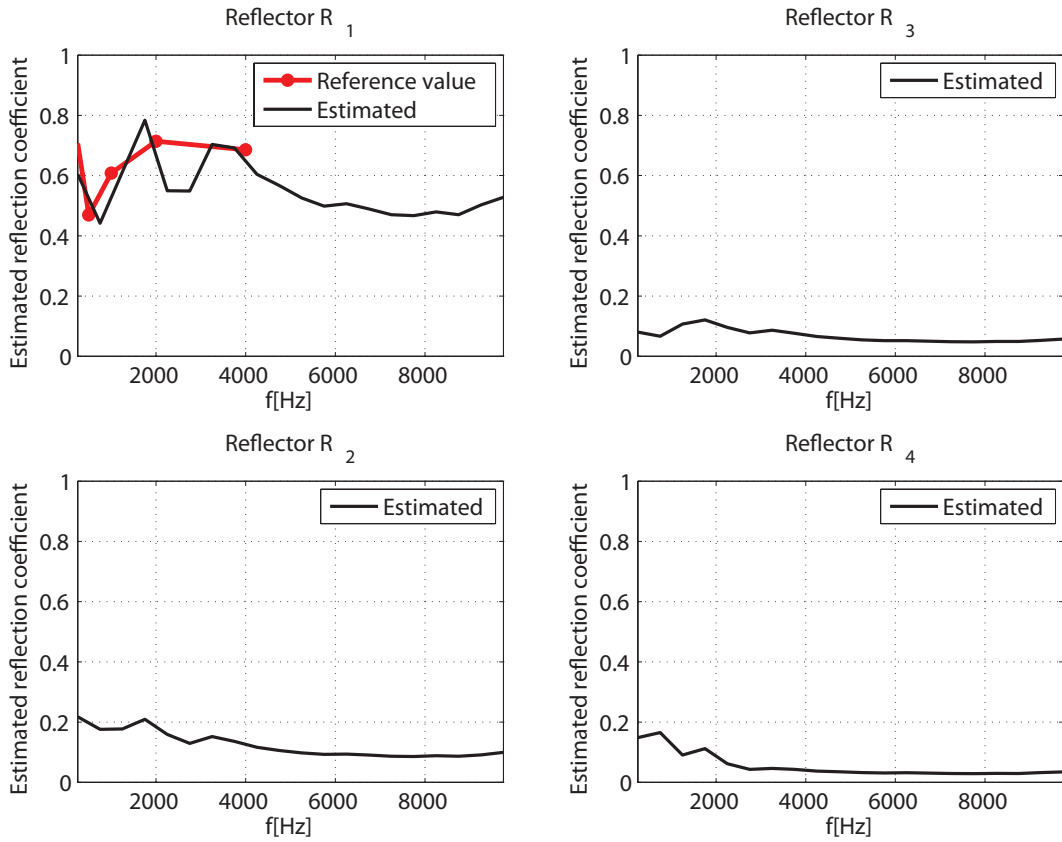 Reflector R 1
Estimated reflection coefficient
1
0.8
0.6
0.4
0.2
0
2000 4000 6000 8000
f[Hz]
Reference value
Estimated
Reflector R 3
Estimated reflection coefficient
1
0.8
0.6
0.4
0.2
0
2000 4000 6000 8000
f[Hz]
Estimated
Reflector R 2
Estimated reflection coefficient
1
0.8
0.6
0.4
0.2
0
2000 4000 6000 8000
f[Hz]
Estimated
Reflector R 4
Estimated reflection coefficient
1
0.8
0.6
0.4
0.2
0
2000 4000 6000 8000
f[Hz]
Estimated